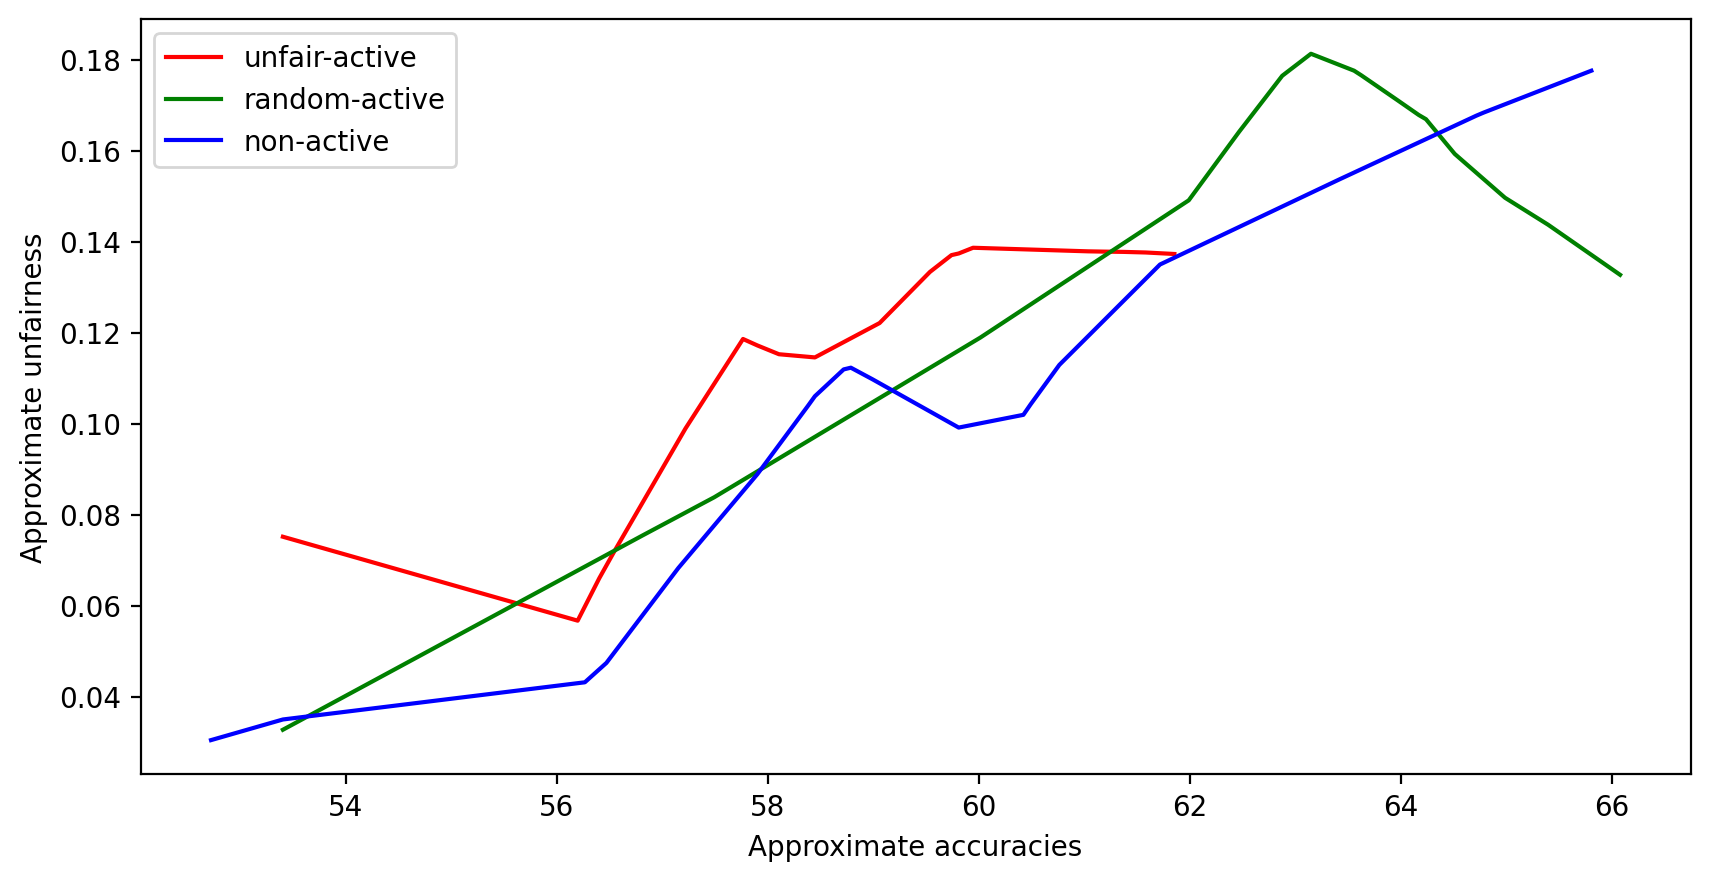 unfair-active
random-active
non-active
0.18
0.16
0.14
0.12
0.10
0.08
0.06
0.04
Approximate unfairness
54 56 58 60 62 64 66
Approximate accuracies